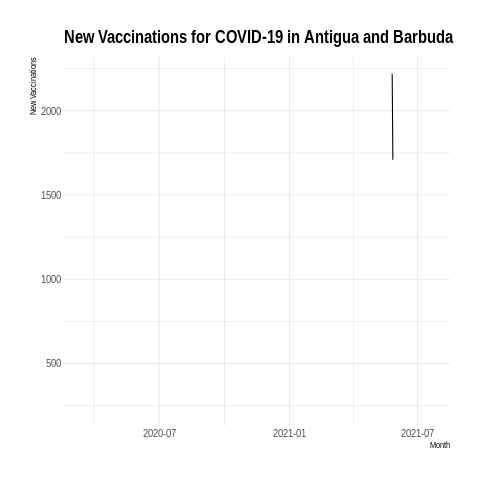 New Vaccinations for COVID-19 in Antigua and Barbuda
New Vaccinations
2000
1500
1000
500
2020-07 2021-01 2021-07
Month